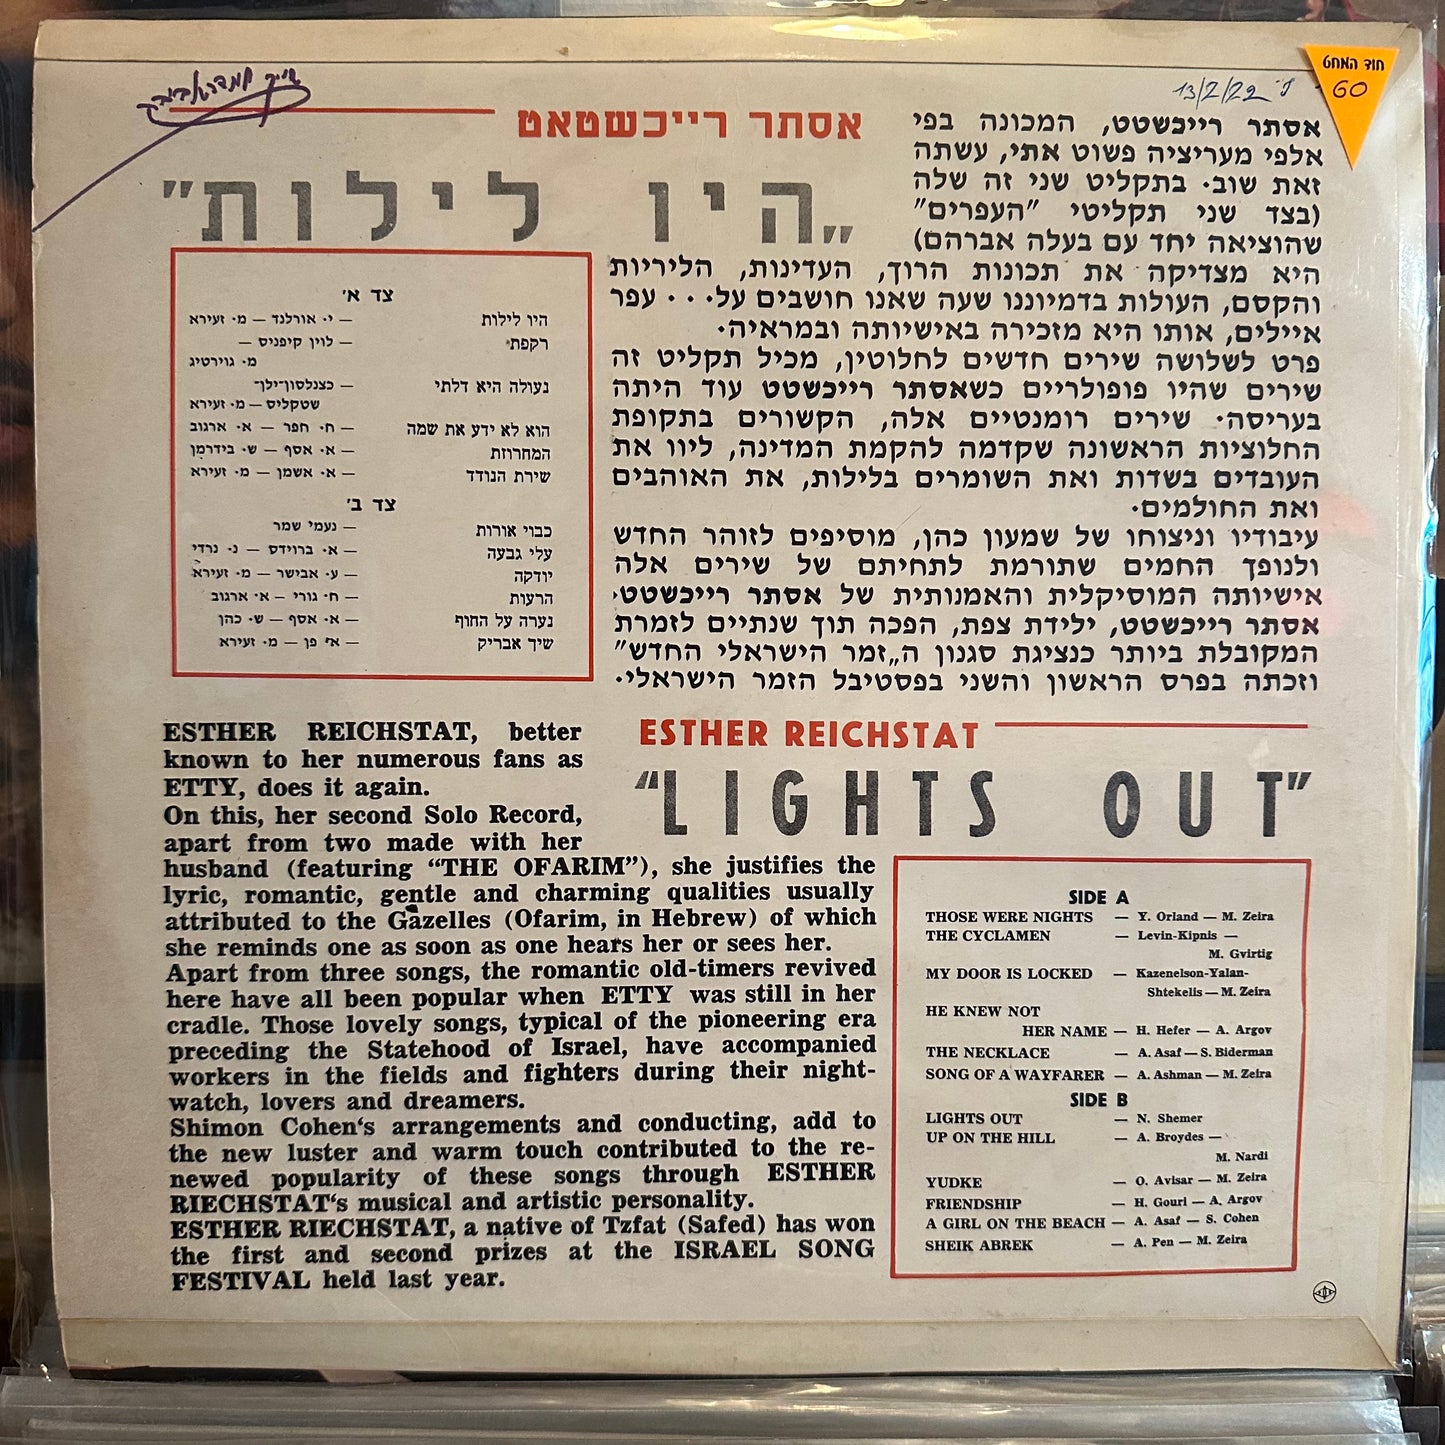 חוד המחט
60
13/2/22
אסתר רייכשטאט
"היו לילות"
אסתר רייכשטט, המכונה בפי
אלפי מעריציה פשוט אתי, עשתה
זאת שוב. בתקליט שני זה שלה
(בצד שני תקליטי "העפרים"
שהוציאה יחד עם בעלה אברהם)
היא מצדיקה את תכונות הרוך, העדינות, הליריות
והקסם, העולות בדמיוננו שעה שאנו חושבים על... עפר
איילים, אותו היא מזכירה באישיותה ובמראיה.
פרט לשלושה שירים חדשים לחלוטין, מכיל תקליט זה
שירים שהיו פופולריים כשאסתר רייכשטט עוד היתה
בעריסה. שירים רומנטיים אלה, הקשורים בתקופת
החלוציות הראשונה שקדמה להקמת המדינה, ליוו את
העובדים בשדות ואת השומרים בלילות, את האוהבים
ואת החולמים.
עיבודיו וניצוחו של שמעון כהן, מוסיפים לזוהר החדש
ולנופך החמים שתורמת לתחיתם של שירים אלה
אישיותה המוסיקלית והאמנותית של אסתר רייכשטט.
אסתר רייכשטט, ילידת צפת, הפכה תוך שנתיים לזמרת
המקובלת ביותר כנציגת סגנון ה„זמר הישראלי החדש"
וזכתה בפרס הראשון והשני בפסטיבל הזמר הישראלי.
צד א'
היו לילות — י. אורלנד — מ. זעירא
רקפת — לוין קיפניס —
מ. גוירטיג
נעולה היא דלתי — כצנלסון־ילן־
שטקליס — מ. זעירא
הוא לא ידע את שמה — ח. חפר — א. ארגוב
המחרוזת — א. אסף — ש. בידרמן
שירת הנודד — א. אשמן — מ. זעירא
צד ב'
כבוי אורות — נעמי שמר
עלי גבעה — א. ברוידס — נ. נרדי
יודקה — ע. אבישר — מ. זעירא
הרעות — ח. גורי — א. ארגוב
נערה על החוף — א. אסף — ש. כהן
שיך אבריק — א. פן — מ. זעירא
ESTHER REICHSTAT, better
known to her numerous fans as
ETTY, does it again.
On this, her second Solo Record,
apart from two made with her
husband (featuring “THE OFARIM”), she justifies the
lyric, romantic, gentle and charming qualities usually
attributed to the Gazelles (Ofarim, in Hebrew) of which
she reminds one as soon as one hears her or sees her.
Apart from three songs, the romantic old-timers revived
here have all been popular when ETTY was still in her
cradle. Those lovely songs, typical of the pioneering era
preceding the Statehood of Israel, have accompanied
workers in the fields and fighters during their night-
watch, lovers and dreamers.
Shimon Cohen‘s arrangements and conducting, add to
the new luster and warm touch contributed to the re-
newed popularity of these songs through ESTHER
RIECHSTAT‘s musical and artistic personality.
ESTHER RIECHSTAT, a native of Tzfat (Safed) has won
the first and second prizes at the ISRAEL SONG
FESTIVAL held last year.
ESTHER REICHSTAT
“LIGHTS OUT”
SIDE A
THOSE WERE NIGHTS — Y. Orland — M. Zeira
THE CYCLAMEN — Levin-Kipnis —
M. Gvirtig
MY DOOR IS LOCKED — Kazenelson-Yalan-
Shtekelis — M. Zeira
HE KNEW NOT
HER NAME — H. Hefer — A. Argov
THE NECKLACE — A. Asaf — S. Biderman
SONG OF A WAYFARER — A. Ashman — M. Zeira
SIDE B
LIGHTS OUT — N. Shemer
UP ON THE HILL — A. Broydes —
M. Nardi
YUDKE — O. Avisar — M. Zeira
FRIENDSHIP — H. Gouri — A. Argov
A GIRL ON THE BEACH — A. Asaf — S. Cohen
SHEIK ABREK — A. Pen — M. Zeira